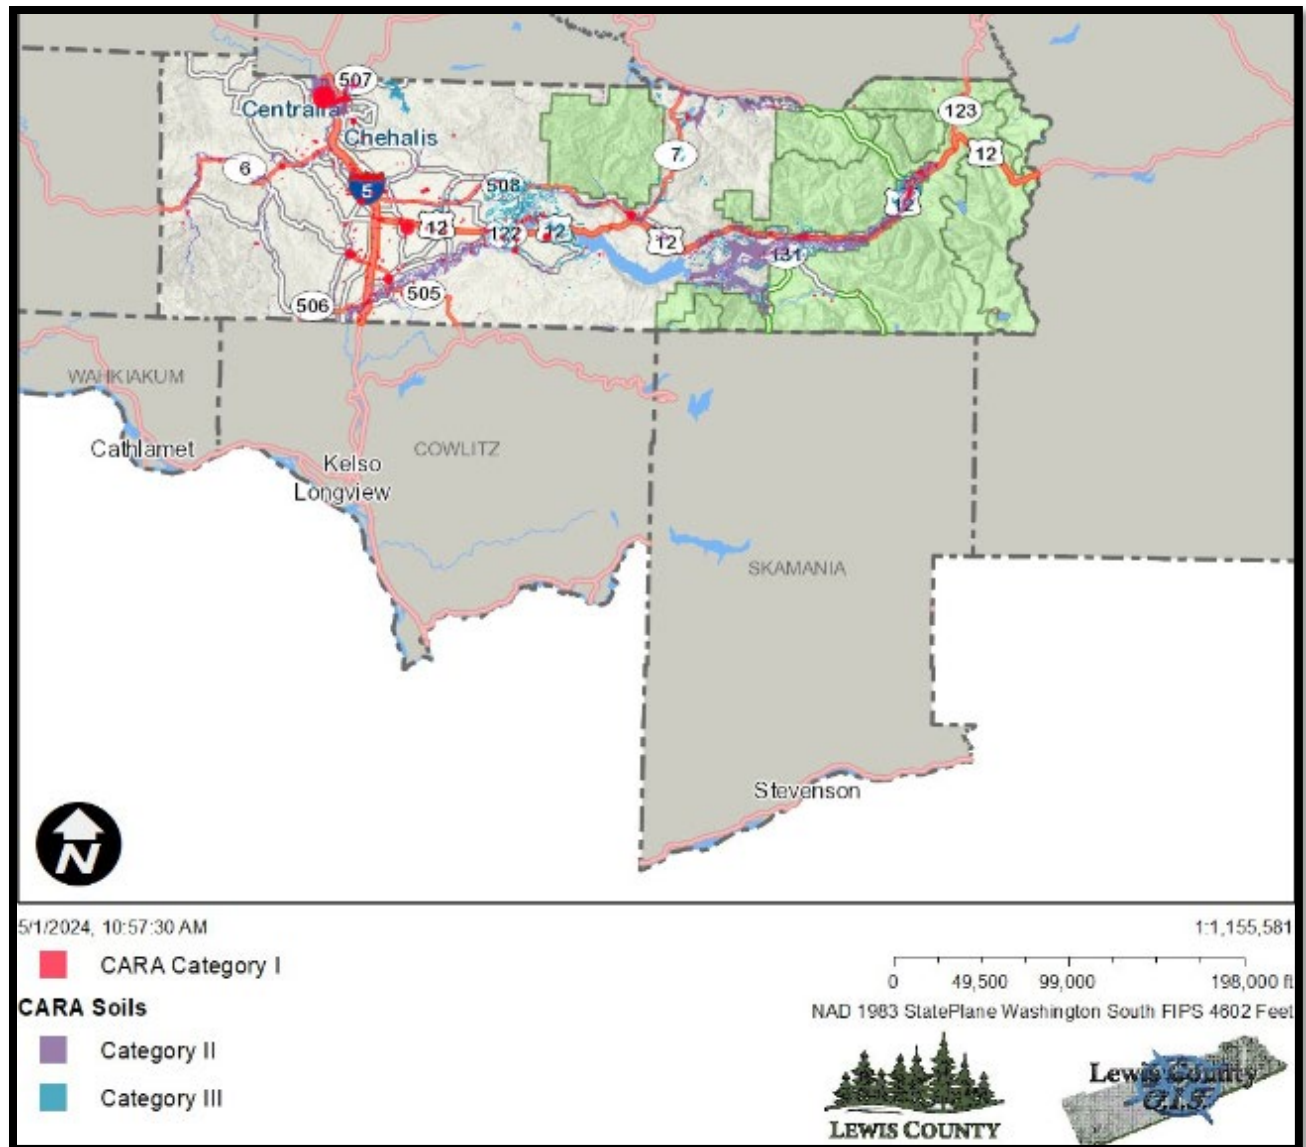 507
Centralia
Chehalis
123
6
7
12
5
508
12
12
122
12
12
131
506
505
WAHKIAKUM
Cathlamet
COWLITZ
Kelso
Longview
SKAMANIA
Stevenson
N
5/1/2024, 10:57:30 AM
1:1,155,581
CARA Category I
0 49,500 99,000 198,000 ft
CARA Soils
NAD 1983 StatePlane Washington South FIPS 4602 Feet
Category II
Category III
LEWIS COUNTY
Lewis County
G.I.S.